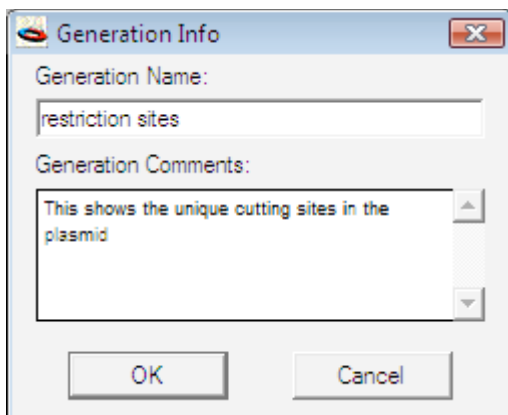 Generation Info
Generation Name:
restriction sites
Generation Comments:
This shows the unique cutting sites in the
plasmid
OK Cancel